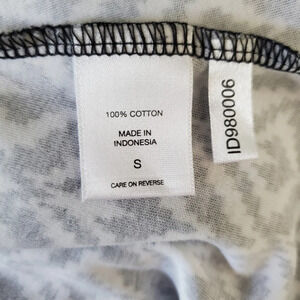 100% COTTON
MADE IN
INDONESIA
S
CARE ON REVERSE
ID980006